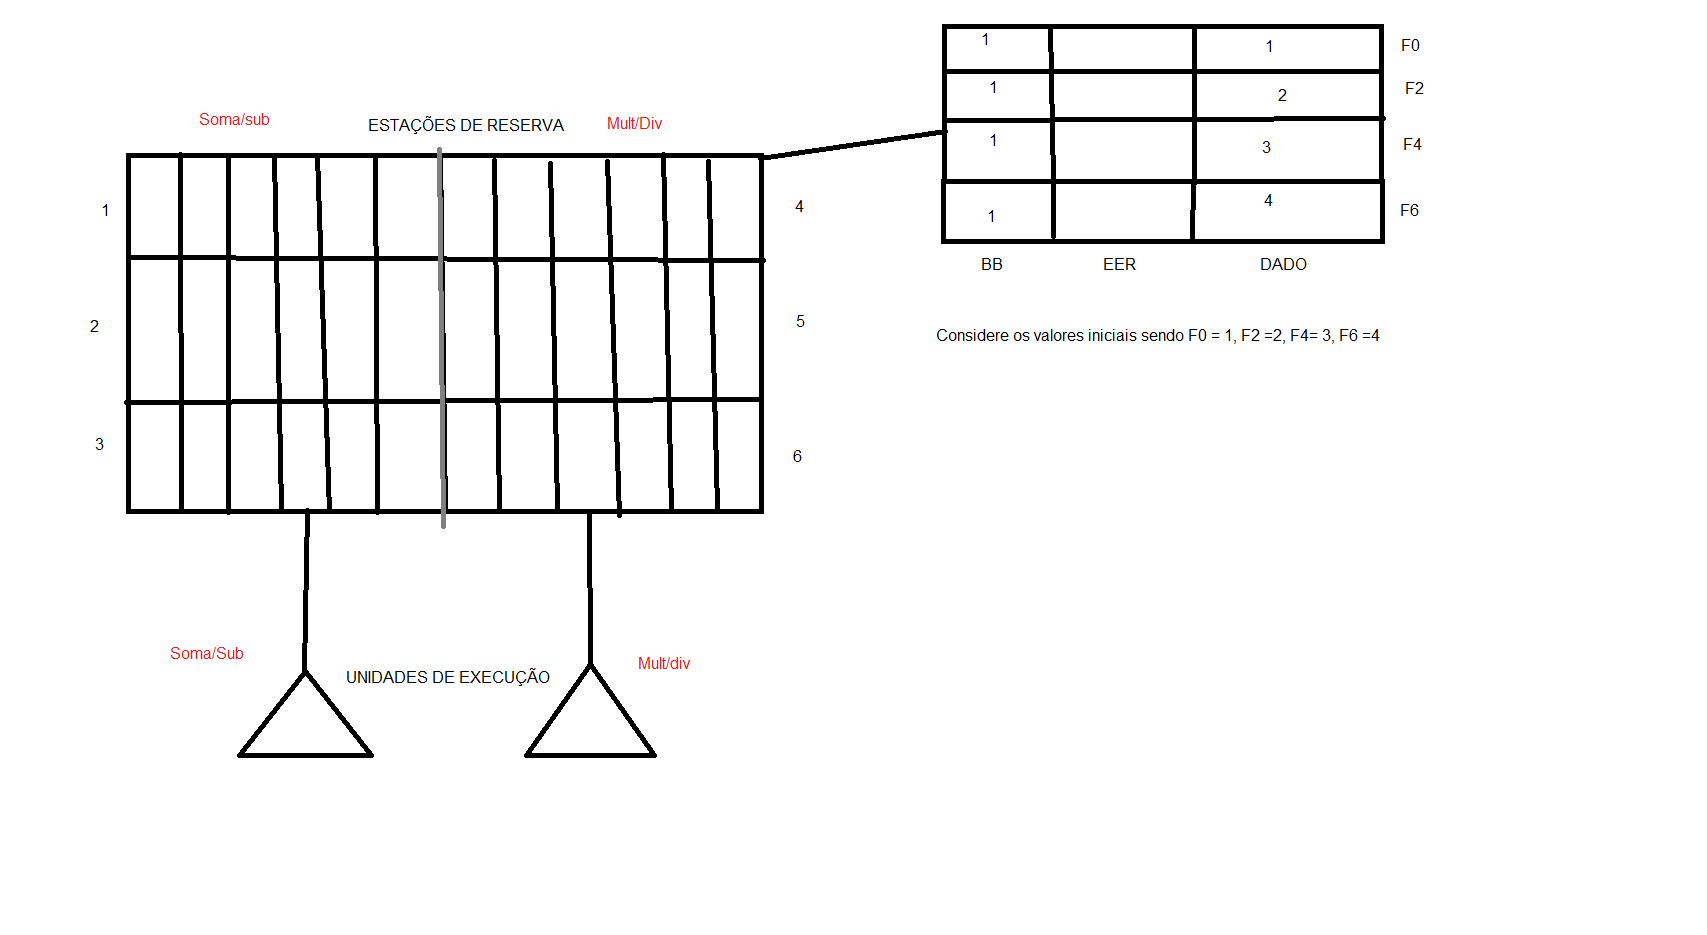 Soma/sub
ESTAÇÕES DE RESERVA
Mult/Div
1
2
3
4
5
6
1 1 F0
1 2 F2
1 3 F4
1 4 F6
BB EER DADO
Considere os valores iniciais sendo F0 = 1, F2 =2, F4= 3, F6 =4
Soma/Sub
UNIDADES DE EXECUÇÃO
Mult/div